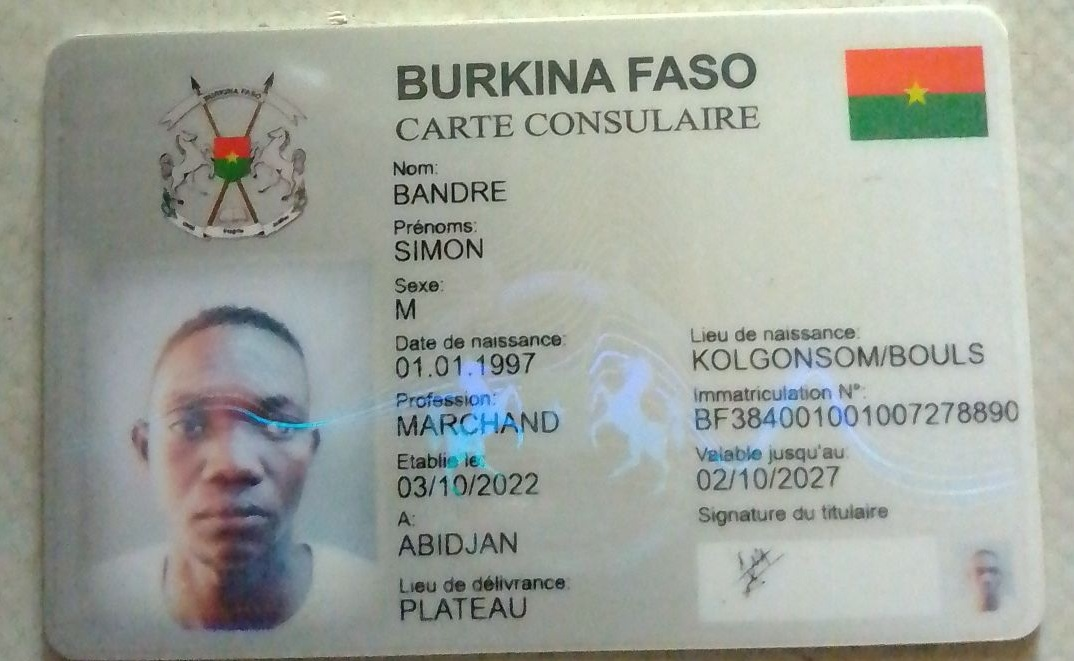 BURKINA FASO
BURKINA FASO
CARTE CONSULAIRE
Nom:
BANDRE
Prénoms:
SIMON
Sexe:
M
Date de naissance:
01.01.1997
Lieu de naissance:
KOLGONSOM/BOULS
Profession:
MARCHAND
Immatriculation N°:
BF384001001007278890
Etablie le:
03/10/2022
Valable jusqu'au:
02/10/2027
A:
ABIDJAN
Signature du titulaire
Lieu de délivrance:
PLATEAU